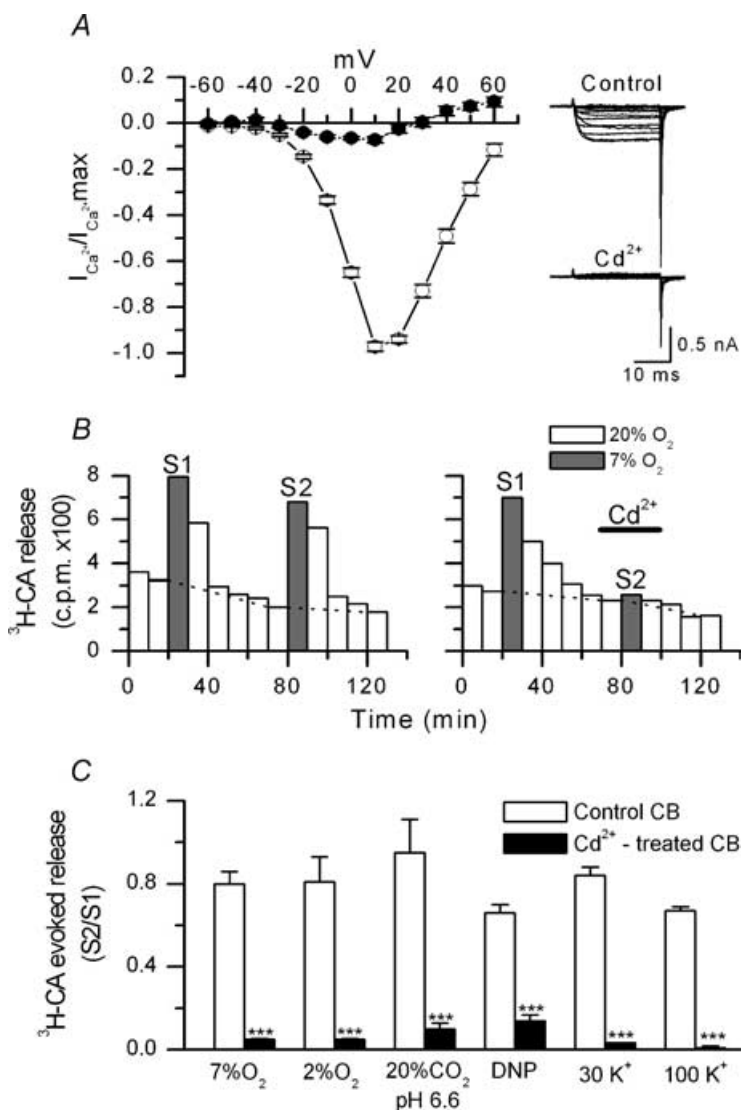 A
mV
-60 -40 -20 0 20 40 60
0.2
0.0
-0.2
-0.4
-0.6
-0.8
-1.0
I Ca²⁺/I Ca²⁺max
Control
Cd²⁺
0.5 nA
10 ms
B
20% O₂
7% O₂
³H-CA release
(c.p.m. x100)
8
6
4
2
0
S1
S2
0 40 80 120
S1
Cd²⁺
S2
0 40 80 120
Time (min)
C
³H-CA evoked release
(S2/S1)
1.2
0.8
0.4
0.0
Control CB
Cd²⁺ - treated CB
*** *** *** *** *** ***
7%O₂ 2%O₂ 20%CO₂ DNP 30 K⁺ 100 K⁺
pH 6.6